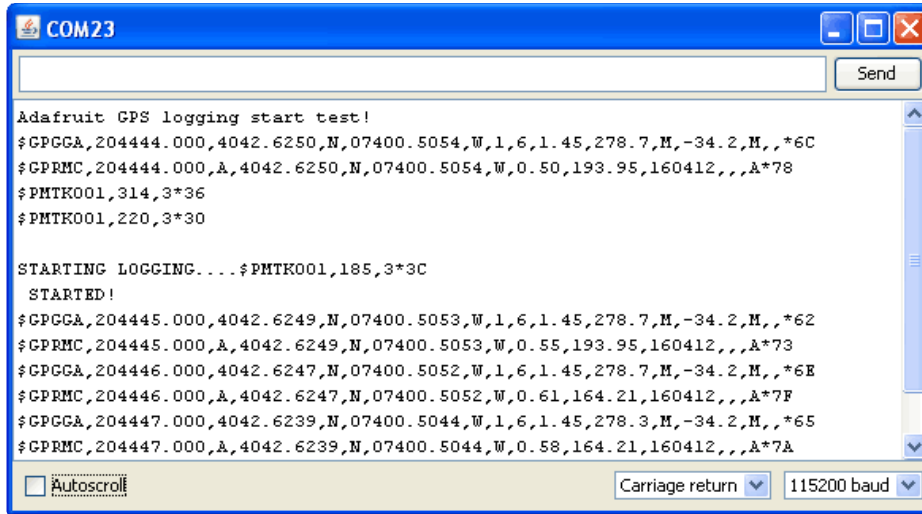 COM23
Send
Adafruit GPS logging start test!
$GPGGA,204444.000,4042.6250,N,07400.5054,W,1,6,1.45,278.7,M,-34.2,M,,*6C
$GPRMC,204444.000,A,4042.6250,N,07400.5054,W,0.50,193.95,160412,,,A*78
$PMTK001,314,3*36
$PMTK001,220,3*30
STARTING LOGGING....$PMTK001,185,3*3C
STARTED!
$GPGGA,204445.000,4042.6249,N,07400.5053,W,1,6,1.45,278.7,M,-34.2,M,,*62
$GPRMC,204445.000,A,4042.6249,N,07400.5053,W,0.55,193.95,160412,,,A*73
$GPGGA,204446.000,4042.6247,N,07400.5052,W,1,6,1.45,278.7,M,-34.2,M,,*6E
$GPRMC,204446.000,A,4042.6247,N,07400.5052,W,0.61,164.21,160412,,,A*7F
$GPGGA,204447.000,4042.6239,N,07400.5044,W,1,6,1.45,278.3,M,-34.2,M,,*65
$GPRMC,204447.000,A,4042.6239,N,07400.5044,W,0.58,164.21,160412,,,A*7A
Autoscroll
Carriage return
115200 baud